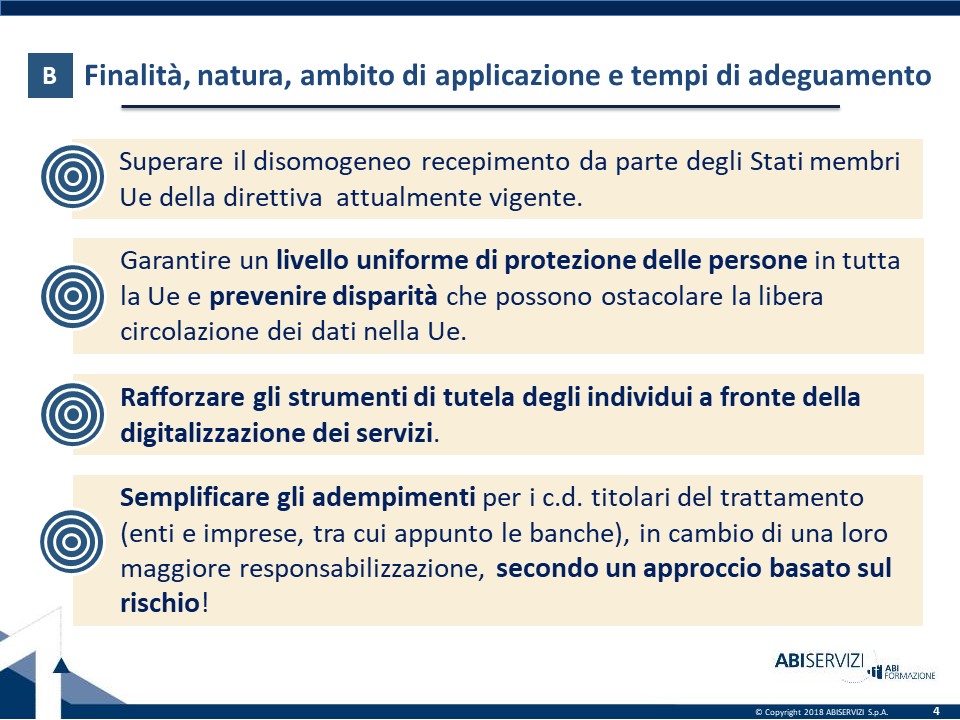 B Finalità, natura, ambito di applicazione e tempi di adeguamento
Superare il disomogeneo recepimento da parte degli Stati membri
Ue della direttiva attualmente vigente.
Garantire un livello uniforme di protezione delle persone in tutta
la Ue e prevenire disparità che possono ostacolare la libera
circolazione dei dati nella Ue.
Rafforzare gli strumenti di tutela degli individui a fronte della
digitalizzazione dei servizi.
Semplificare gli adempimenti per i c.d. titolari del trattamento
(enti e imprese, tra cui appunto le banche), in cambio di una loro
maggiore responsabilizzazione, secondo un approccio basato sul
rischio!
ABISERVIZI
ABI
FORMAZIONE
© Copyright 2018 ABISERVIZI S.p.A. 4